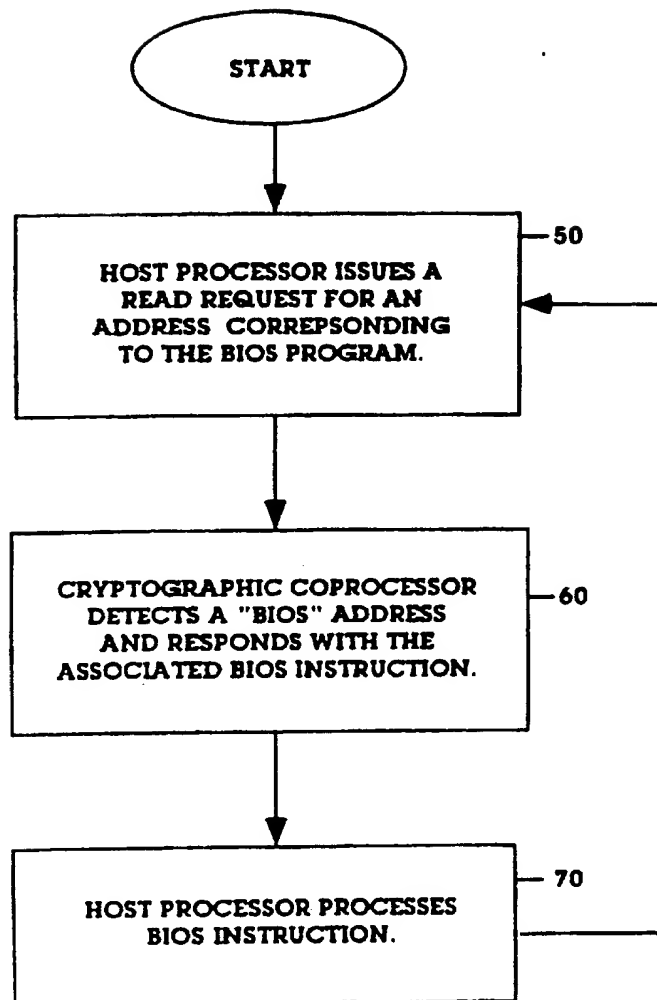 START
50
HOST PROCESSOR ISSUES A
READ REQUEST FOR AN
ADDRESS CORREPSONDING
TO THE BIOS PROGRAM.
CRYPTOGRAPHIC COPROCESSOR
DETECTS A "BIOS" ADDRESS
AND RESPONDS WITH THE
ASSOCIATED BIOS INSTRUCTION.
60
70
HOST PROCESSOR PROCESSES
BIOS INSTRUCTION.